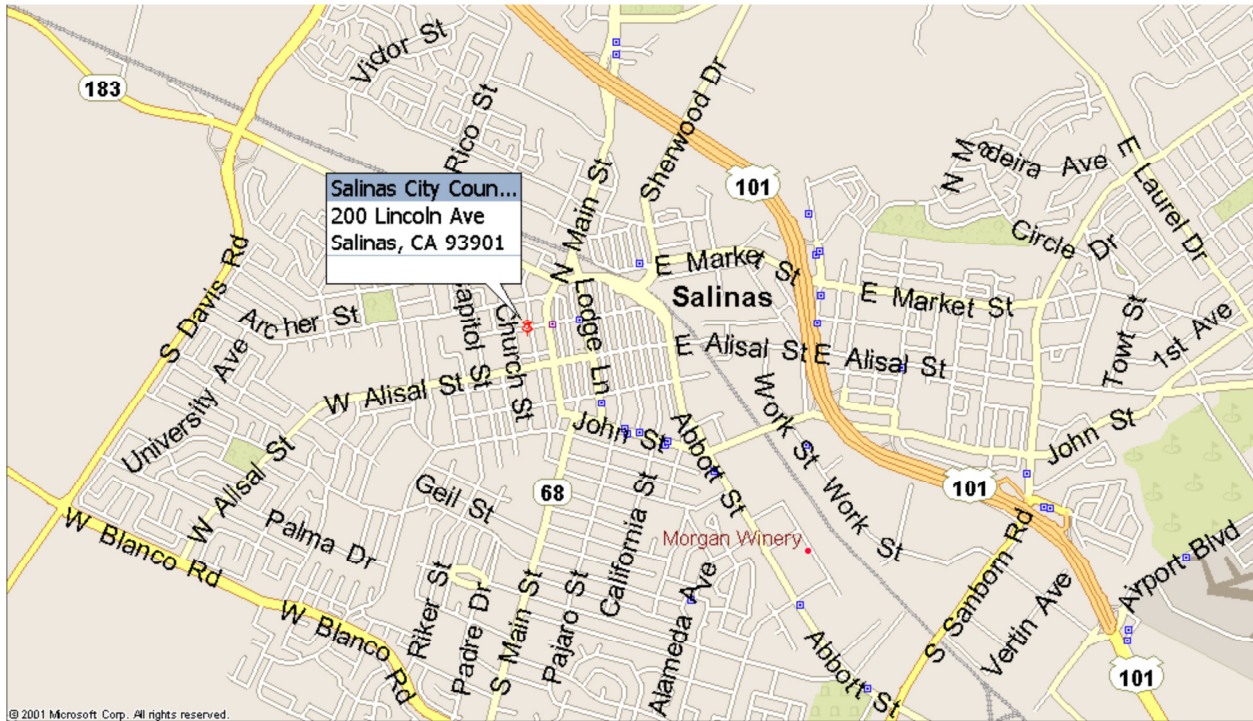 Victor St
183
Rico St
Sherwood Dr
N Main St
101
N Madeira Ave
E Laurel Dr
Circle Dr
Salinas City Coun...
200 Lincoln Ave
Salinas, CA 93901
S Davis Rd
E Market St
Salinas
E Market St
Archer St
Capitol St
Church St
Lodge Ln
E Alisal St
E Alisal St
Towt St
1st Ave
University Ave
W Alisal St
Work St
John St
John St
Abbott St
W Alisal St
Geil St
68
101
W Blanco Rd
Palma Dr
California St
Morgan Winery
Work St
S Sanborn Rd
Airport Blvd
W Blanco Rd
Riker St
Padre Dr
S Main St
Pajaro St
Alameda Ave
Abbott St
Vertin Ave
101
© 2001 Microsoft Corp. All rights reserved.